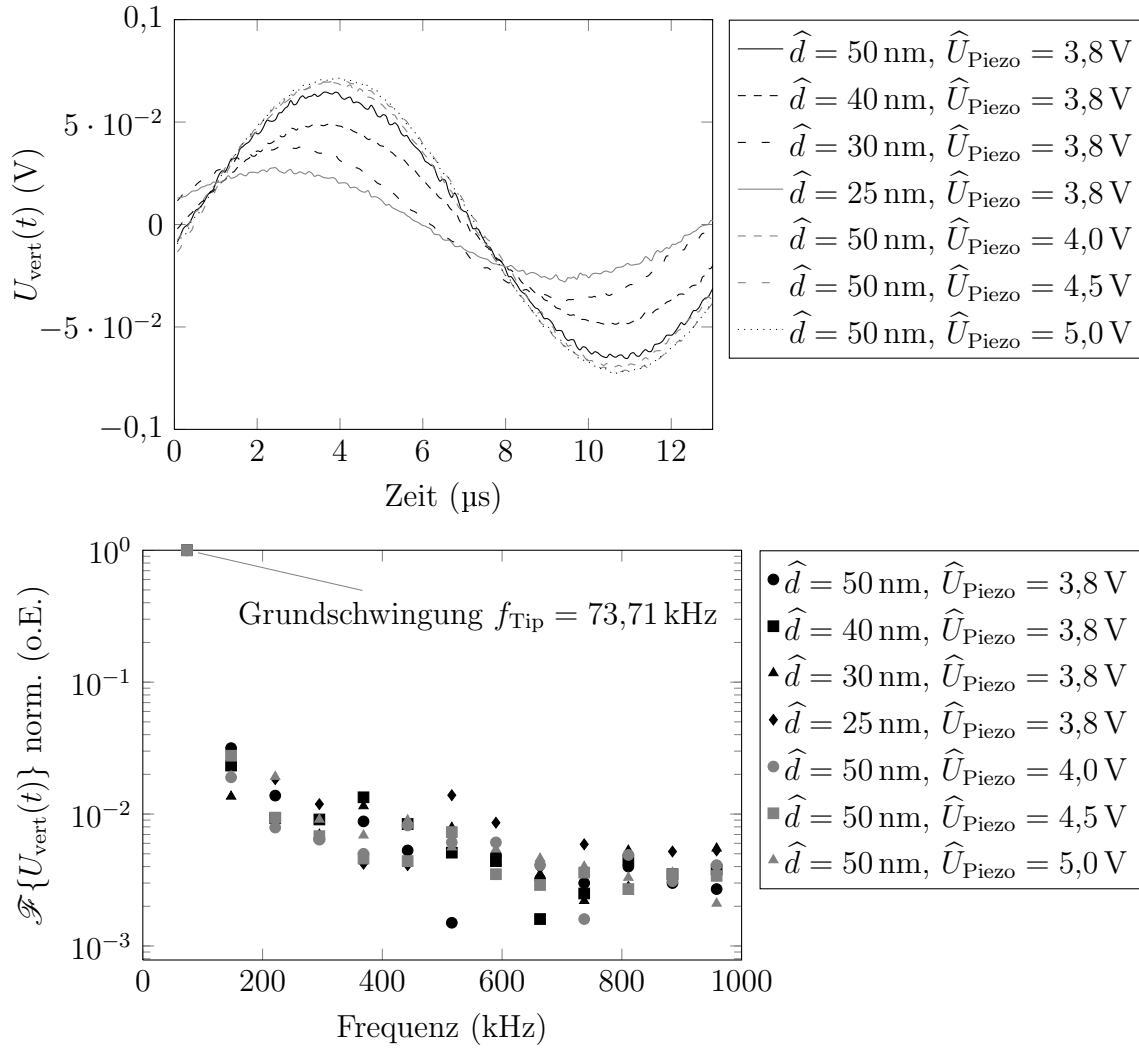 0,1
5 · 10⁻²
0
−5 · 10⁻²
−0,1
U_vert(t) (V)
0 2 4 6 8 10 12
Zeit (µs)
d̂ = 50 nm, Û_Piezo = 3,8 V
d̂ = 40 nm, Û_Piezo = 3,8 V
d̂ = 30 nm, Û_Piezo = 3,8 V
d̂ = 25 nm, Û_Piezo = 3,8 V
d̂ = 50 nm, Û_Piezo = 4,0 V
d̂ = 50 nm, Û_Piezo = 4,5 V
d̂ = 50 nm, Û_Piezo = 5,0 V
10⁰
10⁻¹
10⁻²
10⁻³
ℱ{U_vert(t)} norm. (o.E.)
Grundschwingung f_Tip = 73,71 kHz
0 200 400 600 800 1000
Frequenz (kHz)
d̂ = 50 nm, Û_Piezo = 3,8 V
d̂ = 40 nm, Û_Piezo = 3,8 V
d̂ = 30 nm, Û_Piezo = 3,8 V
d̂ = 25 nm, Û_Piezo = 3,8 V
d̂ = 50 nm, Û_Piezo = 4,0 V
d̂ = 50 nm, Û_Piezo = 4,5 V
d̂ = 50 nm, Û_Piezo = 5,0 V